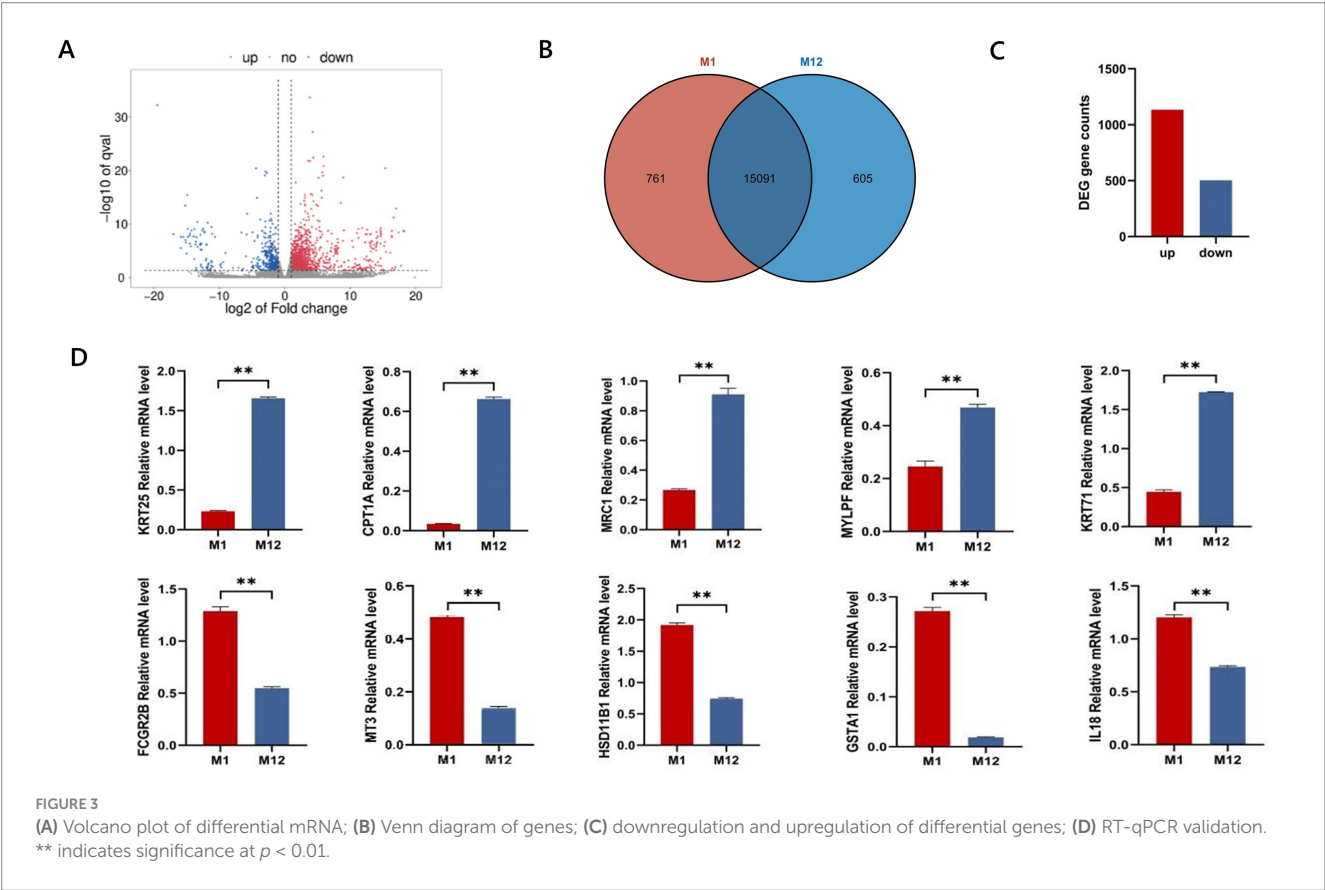 A
up no down
−log10 of qval
30
20
10
0
−20 −10 0 10 20
log2 of Fold change
B
M1 M12
761 15091 605
C
DEG gene counts
1500
1000
500
0
up down
D
KRT25 Relative mRNA level
2.0
1.5
1.0
0.5
0.0
**
M1 M12
CPT1A Relative mRNA level
0.8
0.6
0.4
0.2
0.0
**
M1 M12
MRC1 Relative mRNA level
1.0
0.8
0.6
0.4
0.2
0.0
**
M1 M12
MYLPF Relative mRNA level
0.6
0.4
0.2
0.0
**
M1 M12
KRT71 Relative mRNA level
2.0
1.5
1.0
0.5
0.0
**
M1 M12
FCGR2B Relative mRNA level
1.5
1.0
0.5
0.0
**
M1 M12
MT3 Relative mRNA level
0.6
0.4
0.2
0.0
**
M1 M12
HSD11B1 Relative mRNA level
2.5
2.0
1.5
1.0
0.5
0.0
**
M1 M12
GSTA1 Relative mRNA level
0.3
0.2
0.1
0.0
**
M1 M12
IL18 Relative mRNA level
1.5
1.0
0.5
0.0
**
M1 M12
FIGURE 3
(A) Volcano plot of differential mRNA; (B) Venn diagram of genes; (C) downregulation and upregulation of differential genes; (D) RT-qPCR validation.
** indicates significance at p < 0.01.